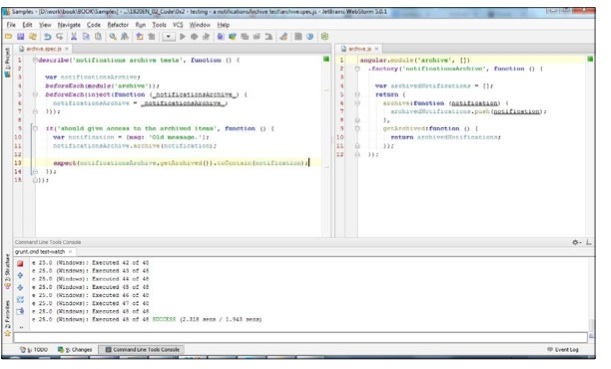 Samples - [D:\work\book\BOOK\Samples] - ...\1820EN_02_Code\0x2 - testing - a notifications\archive test\archive.spec.js - JetBrains WebStorm 5.0.1
File Edit View Navigate Code Refactor Run Tools VCS Window Help
archive.spec.js ×
1 describe('notifications archive tests', function () {
2
3 var notificationsArchive;
4 beforeEach(module('archive'));
5 beforeEach(inject(function (_notificationsArchive_) {
6 notificationsArchive = _notificationsArchive_;
7 }));
8
9 it('should give access to the archived items', function () {
10 var notification = {msg: 'Old message.'};
11 notificationsArchive.archive(notification);
12
13 expect(notificationsArchive.getArchived()).toContain(notification);
14 });
15 });
archive.js ×
1 angular.module('archive', [])
2 .factory('notificationsArchive', function () {
3
4 var archivedNotifications = [];
5 return {
6 archive:function (notification) {
7 archivedNotifications.push(notification);
8 },
9 getArchived:function () {
10 return archivedNotifications;
11 }};
12 });
Project
Z: Structure
2: Favorites
Command Line Tools Console
grunt.cmd test-watch ×
e 25.0 (Windows): Executed 42 of 48
e 25.0 (Windows): Executed 43 of 48
e 25.0 (Windows): Executed 44 of 48
e 25.0 (Windows): Executed 45 of 48
e 25.0 (Windows): Executed 46 of 48
e 25.0 (Windows): Executed 47 of 48
e 25.0 (Windows): Executed 48 of 48
e 25.0 (Windows): Executed 48 of 48 SUCCESS (2.318 secs / 1.943 secs)
6: TODO
9: Changes
Command Line Tools Console
Event Log